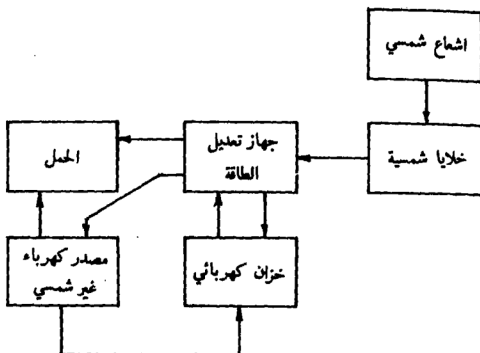 اشعاع شمسي
خلايا شمسية
جهاز تعديل
الطاقة
الحمل
خزان كهربائي
مصدر كهرباء
غير شمسي